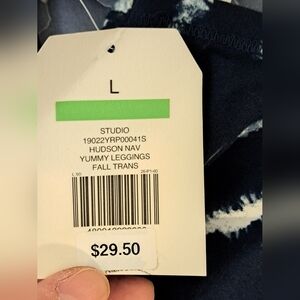 L
STUDIO
19022YRP00041S
HUDSON NAV
YUMMY LEGGINGS
FALL TRANS
$29.50